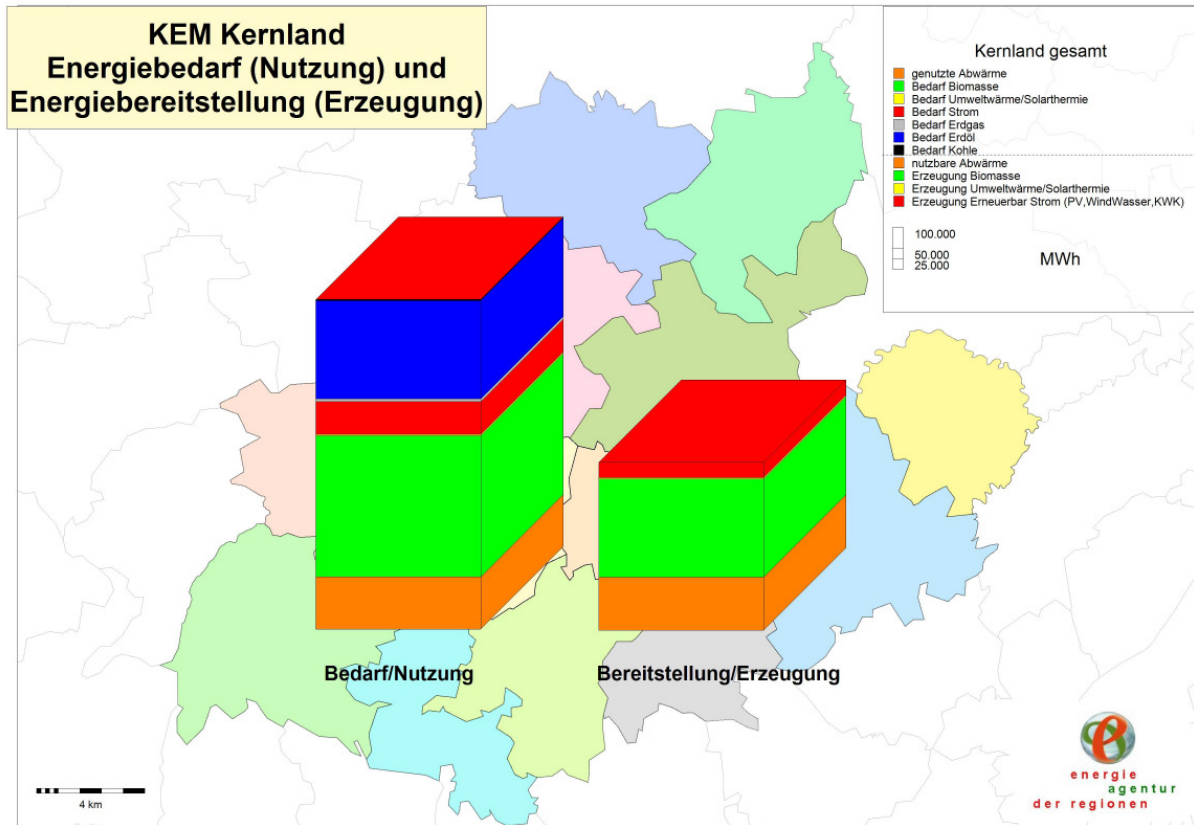 KEM Kernland
Energiebedarf (Nutzung) und
Energiebereitstellung (Erzeugung)
Kernland gesamt
genutzte Abwärme
Bedarf Biomasse
Bedarf Umweltwärme/Solarthermie
Bedarf Strom
Bedarf Erdgas
Bedarf Erdöl
Bedarf Kohle
nutzbare Abwärme
Erzeugung Biomasse
Erzeugung Umweltwärme/Solarthermie
Erzeugung Erneuerbar Strom (PV,WindWasser,KWK)
100.000
50.000
25.000
MWh
Bedarf/Nutzung
Bereitstellung/Erzeugung
4 km
energie
agentur
der regionen